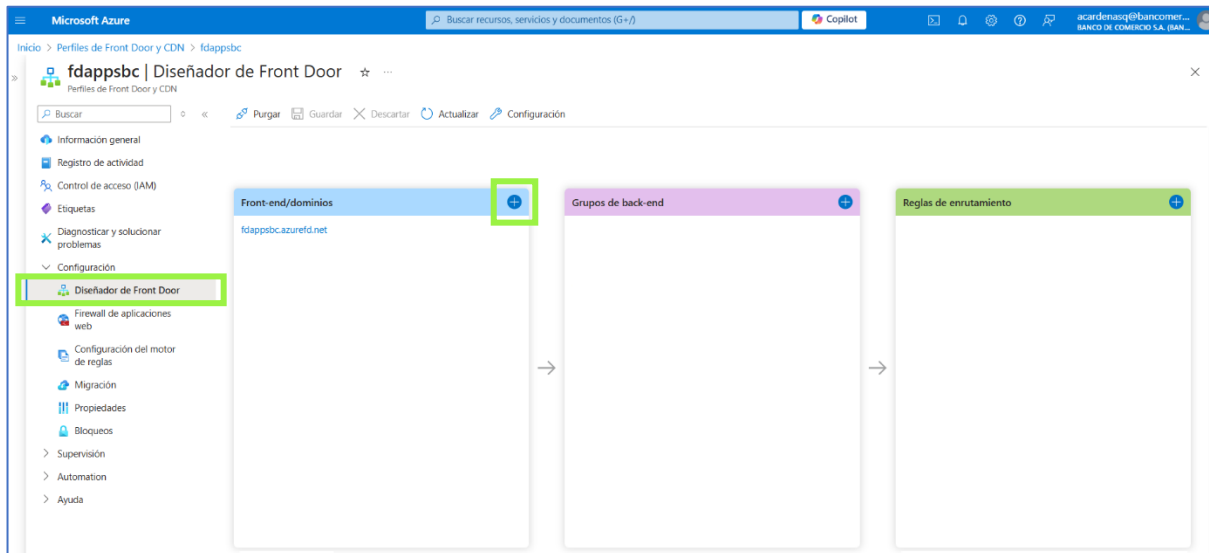 Microsoft Azure
Buscar recursos, servicios y documentos (G+/)
Copilot
acardenasq@bancomer...
BANCO DE COMERCIO S.A. (BAN...
Inicio > Perfiles de Front Door y CDN > fdappsbc
fdappsbc | Diseñador de Front Door
Perfiles de Front Door y CDN
Buscar
Purgar Guardar Descartar Actualizar Configuración
Información general
Registro de actividad
Control de acceso (IAM)
Etiquetas
Diagnosticar y solucionar
problemas
Configuración
Diseñador de Front Door
Firewall de aplicaciones
web
Configuración del motor
de reglas
Migración
Propiedades
Bloqueos
Supervisión
Automation
Ayuda
Front-end/dominios
fdappsbc.azurefd.net
Grupos de back-end
Reglas de enrutamiento